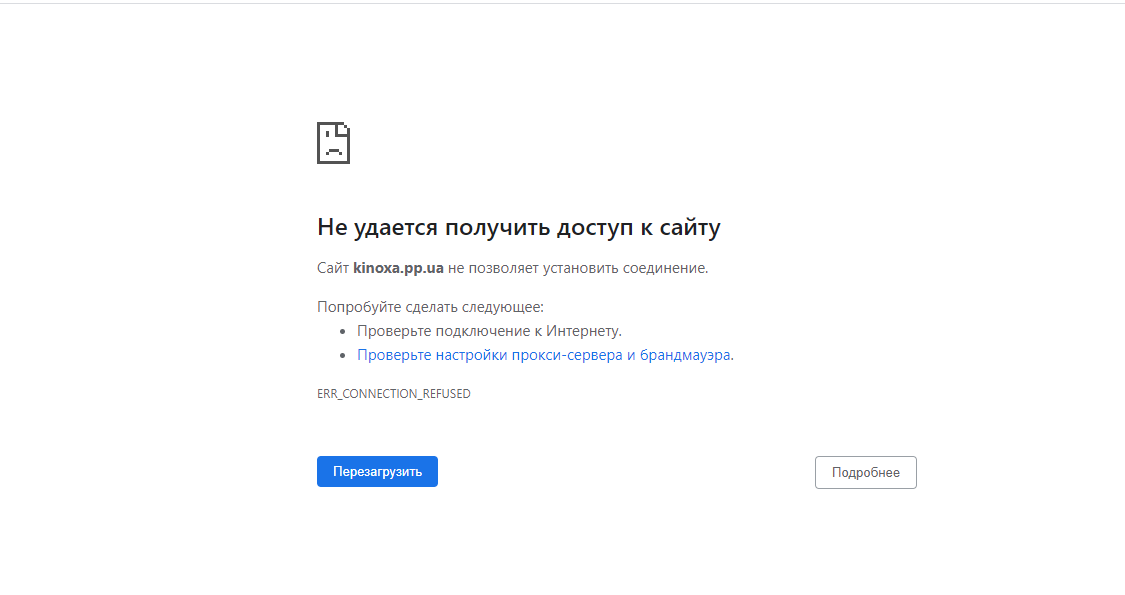 Не удается получить доступ к сайту
Сайт kinoxa.pp.ua не позволяет установить соединение.
Попробуйте сделать следующее:
Проверьте подключение к Интернету.
Проверьте настройки прокси-сервера и брандмауэра.
ERR_CONNECTION_REFUSED
Перезагрузить
Подробнее